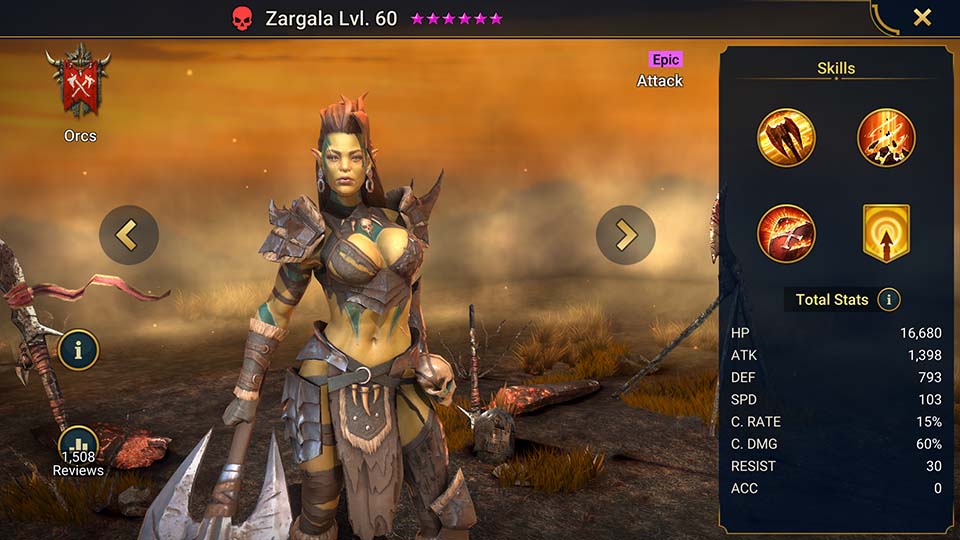 Zargala Lvl. 60
Epic
Attack
Orcs
1,508
Reviews
Skills
Total Stats
HP 16,680
ATK 1,398
DEF 793
SPD 103
C. RATE 15%
C. DMG 60%
RESIST 30
ACC 0